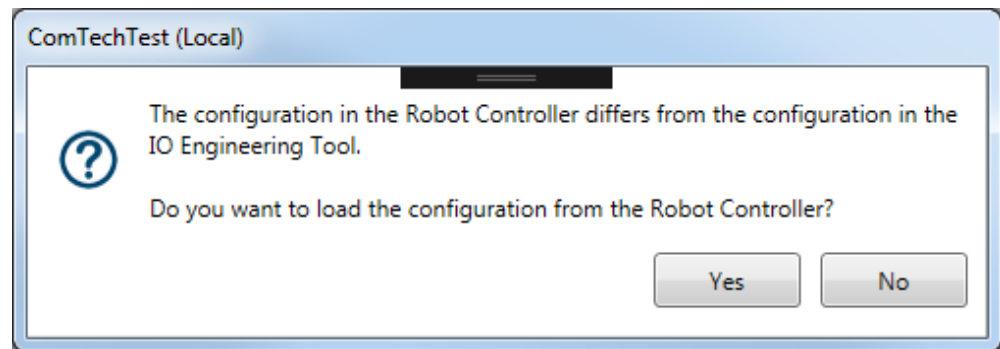 ComTechTest (Local)
The configuration in the Robot Controller differs from the configuration in the
IO Engineering Tool.
Do you want to load the configuration from the Robot Controller?
Yes
No